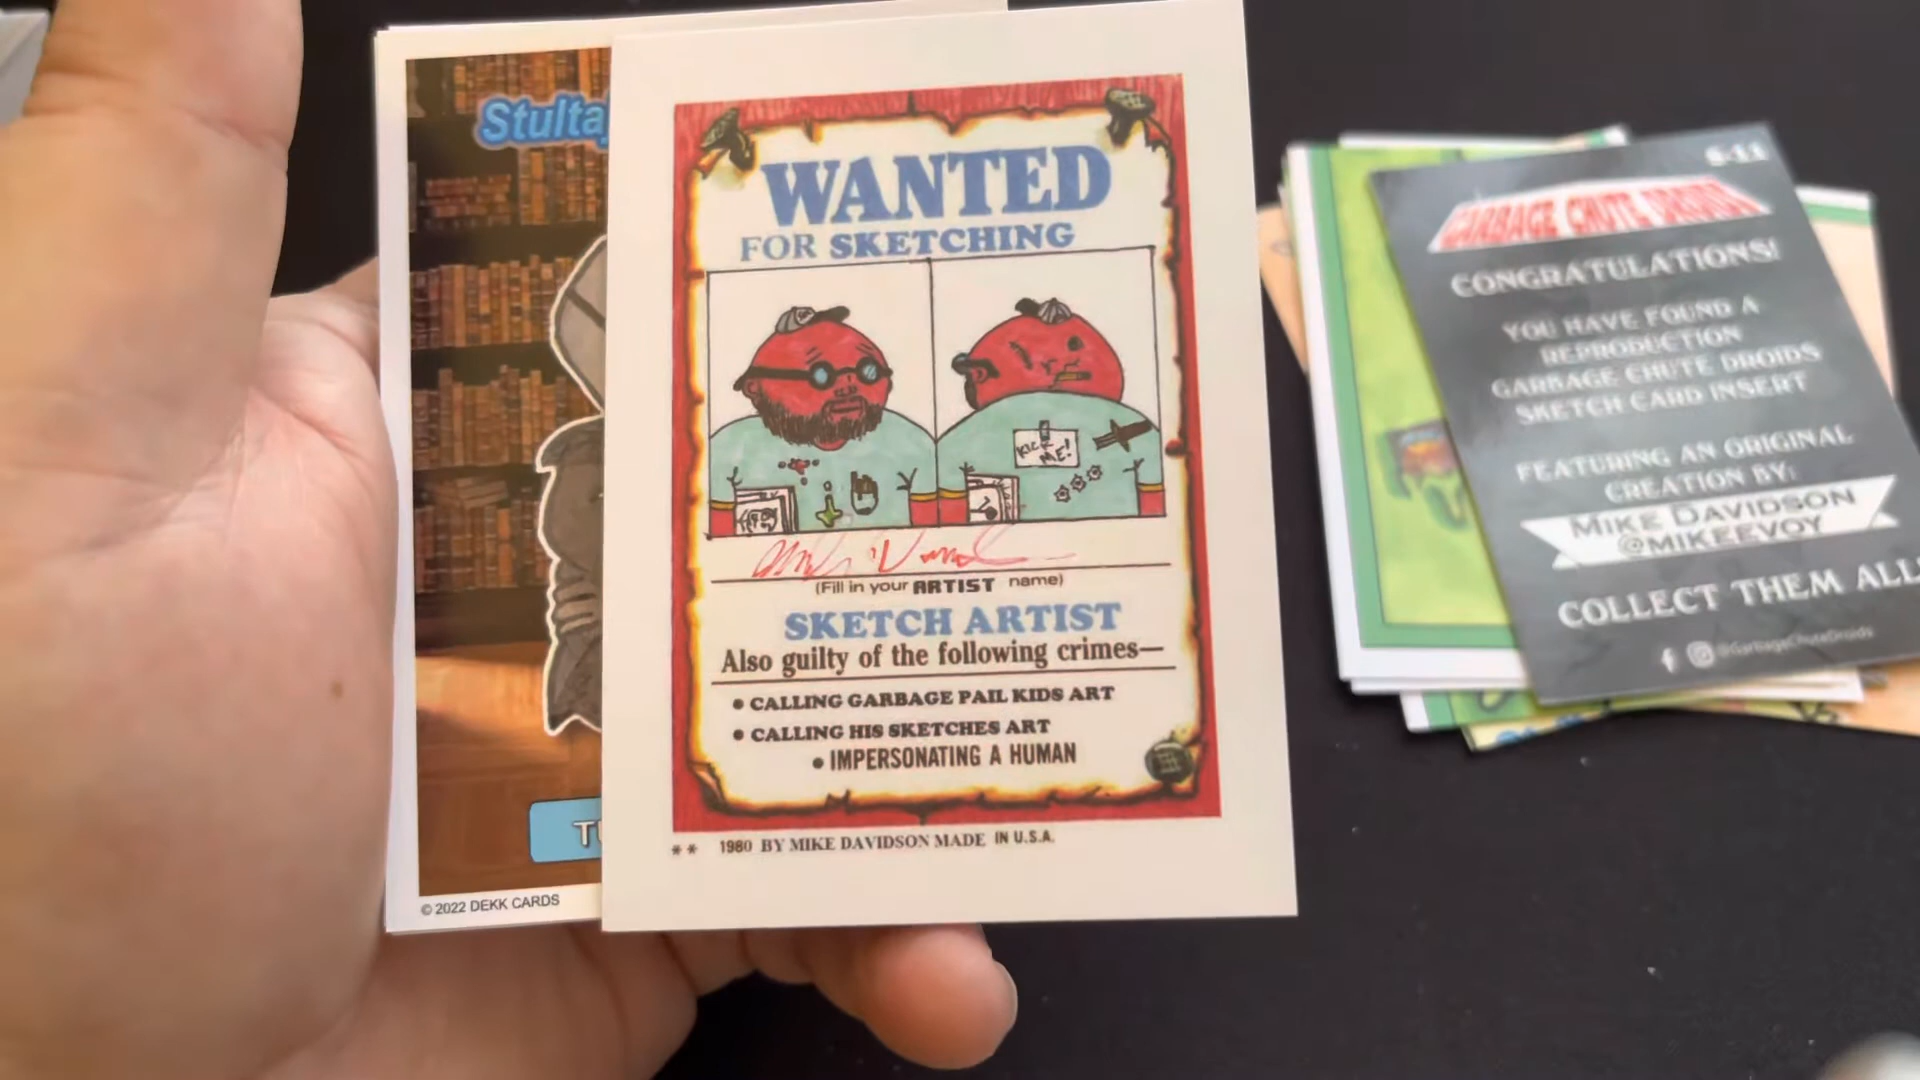 Stulta
WANTED
FOR SKETCHING
KICK
ME!
(Fill in your ARTIST name)
SKETCH ARTIST
Also guilty of the following crimes—
• CALLING GARBAGE PAIL KIDS ART
• CALLING HIS SKETCHES ART
• IMPERSONATING A HUMAN
** 1980 BY MIKE DAVIDSON MADE IN U.S.A.
© 2022 DEKK CARDS
S-11
GARBAGE CHUTE DROIDS
CONGRATULATIONS!
YOU HAVE FOUND A
REPRODUCTION
GARBAGE CHUTE DROIDS
SKETCH CARD INSERT
FEATURING AN ORIGINAL
CREATION BY:
MIKE DAVIDSON
@MIKEEVOY
COLLECT THEM ALL
@GarbageChuteDroids